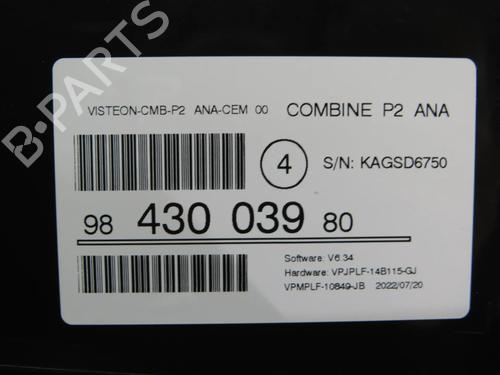 VISTEON-CMB-P2 ANA-CEM 00
COMBINE P2 ANA
4
S/N: KAGSD6750
98 430 039 80
Software: V6.34
Hardware: VPJPLF-14B115-GJ
VPMPLF-10849-JB 2022/07/20
B-PARTS